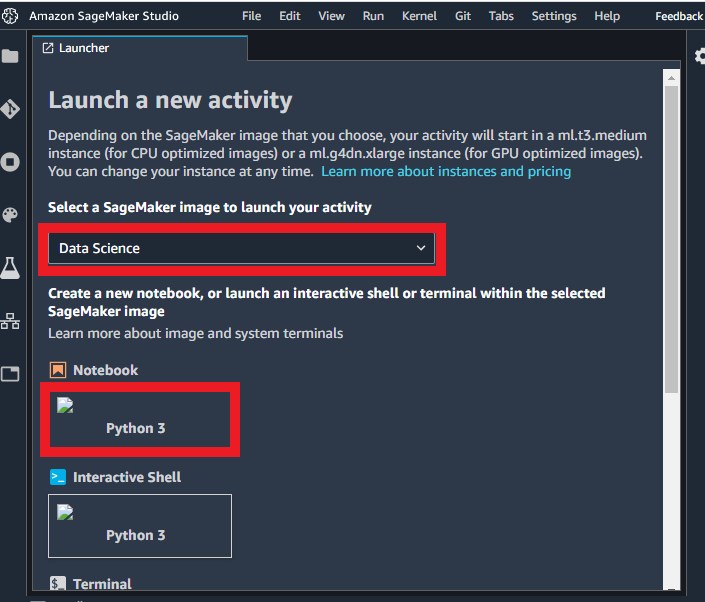 Amazon SageMaker Studio File Edit View Run Kernel Git Tabs Settings Help Feedback
Launcher
Launch a new activity
Depending on the SageMaker image that you choose, your activity will start in a ml.t3.medium
instance (for CPU optimized images) or a ml.g4dn.xlarge instance (for GPU optimized images).
You can change your instance at any time. Learn more about instances and pricing
Select a SageMaker image to launch your activity
Data Science
Create a new notebook, or launch an interactive shell or terminal within the selected
SageMaker image
Learn more about image and system terminals
Notebook
Python 3
>_ Interactive Shell
Python 3
$_ Terminal